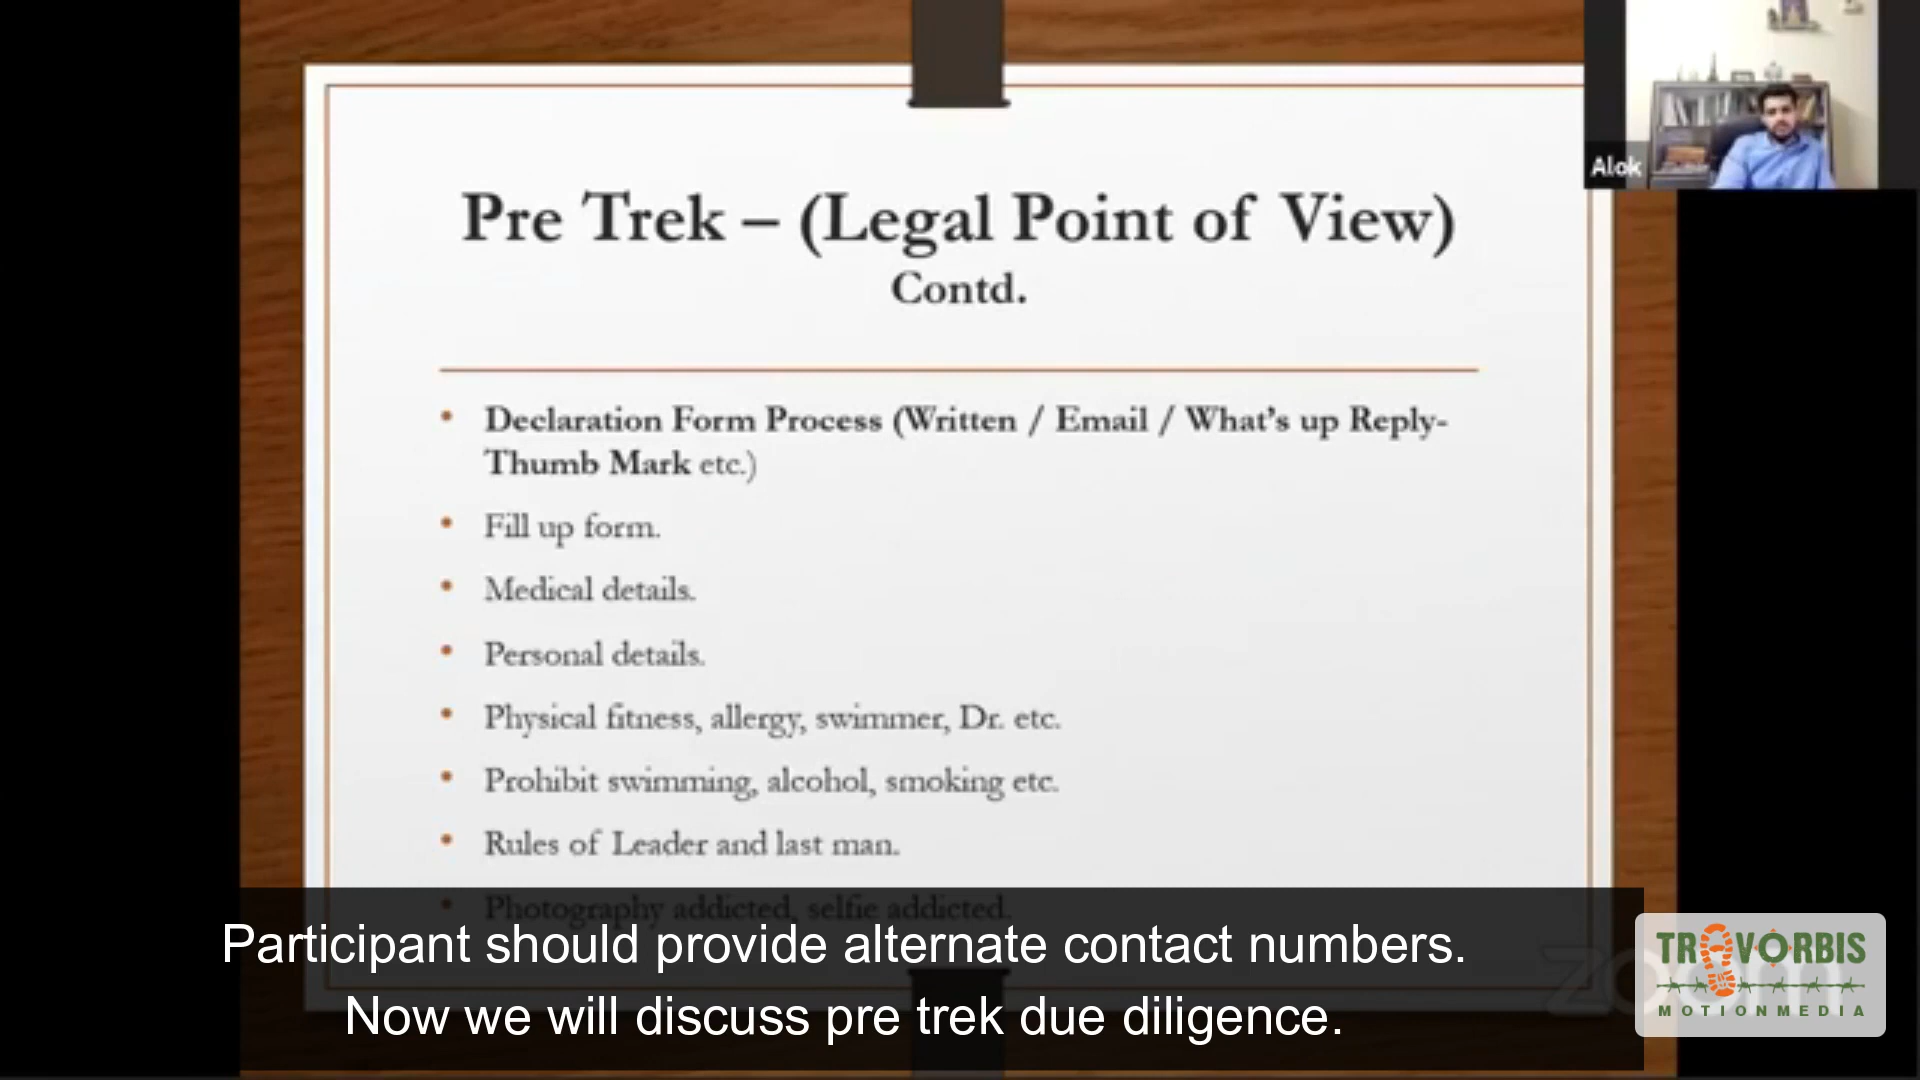 Alok
Pre Trek – (Legal Point of View)
Contd.
• Declaration Form Process (Written / Email / What's up Reply-
Thumb Mark etc.)
• Fill up form.
• Medical details.
• Personal details.
• Physical fitness, allergy, swimmer, Dr. etc.
• Prohibit swimming, alcohol, smoking etc.
• Rules of Leader and last man.
• Photography addicted, selfie addicted.
Participant should provide alternate contact numbers.
Now we will discuss pre trek due diligence.
zoom
TRAVORBIS
MOTIONMEDIA